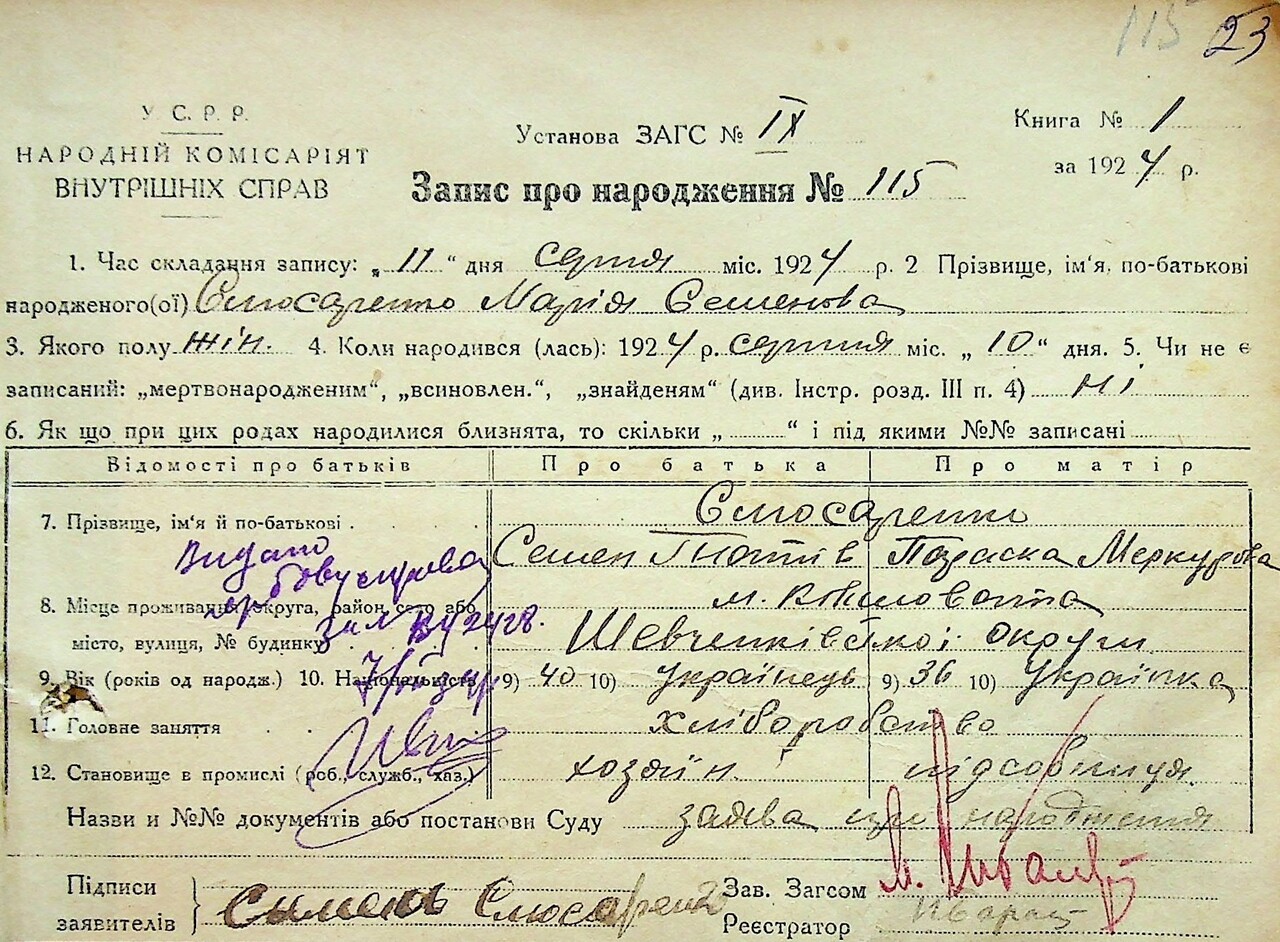 115 23
У. С. Р. Р.
НАРОДНІЙ КОМІСАРІЯТ
ВНУТРІШНІХ СПРАВ
Установа ЗАГС № IX
Книга № 1
за 1924 р.
Запис про народження № 115
1. Час складання запису: „11“ дня серпня міс. 1924 р. 2 Прізвище, ім'я, по-батькові
народженого(ої) Слюсаренко Марія Семенова
3. Якого полу жін. 4. Коли народився (лась): 1924 р. серпня міс. „10“ дня. 5. Чи не є
записаний: „мертвонародженим“, „всиновлен.“, „знайденям“ (див. Інстр. розд. III п. 4) ні
6. Як що при цих родах народилися близнята, то скільки „ “ і під якими №№ записані
Відомості про батьків Про батька Про матір
7. Прізвище, ім'я й по-батькові Слюсаренки
Семен Параска Меркурова
Видано
8. Місце проживання (округа, район, село або м.
місто, вулиця, № будинку) Шевченківської округи
9. Вік (років од народж.) 10. Національність 9) 40 10) Українець 9) 36 10) Українка
11. Головне заняття хліборобство
12. Становище в промислі (роб., служб., хаз.) хозяїн підсобниця
Назви и №№ документів або постанови Суду заява про народження
Підписи
заявителів Симень Слюсаренко
Зав. Загсом
Реєстратор